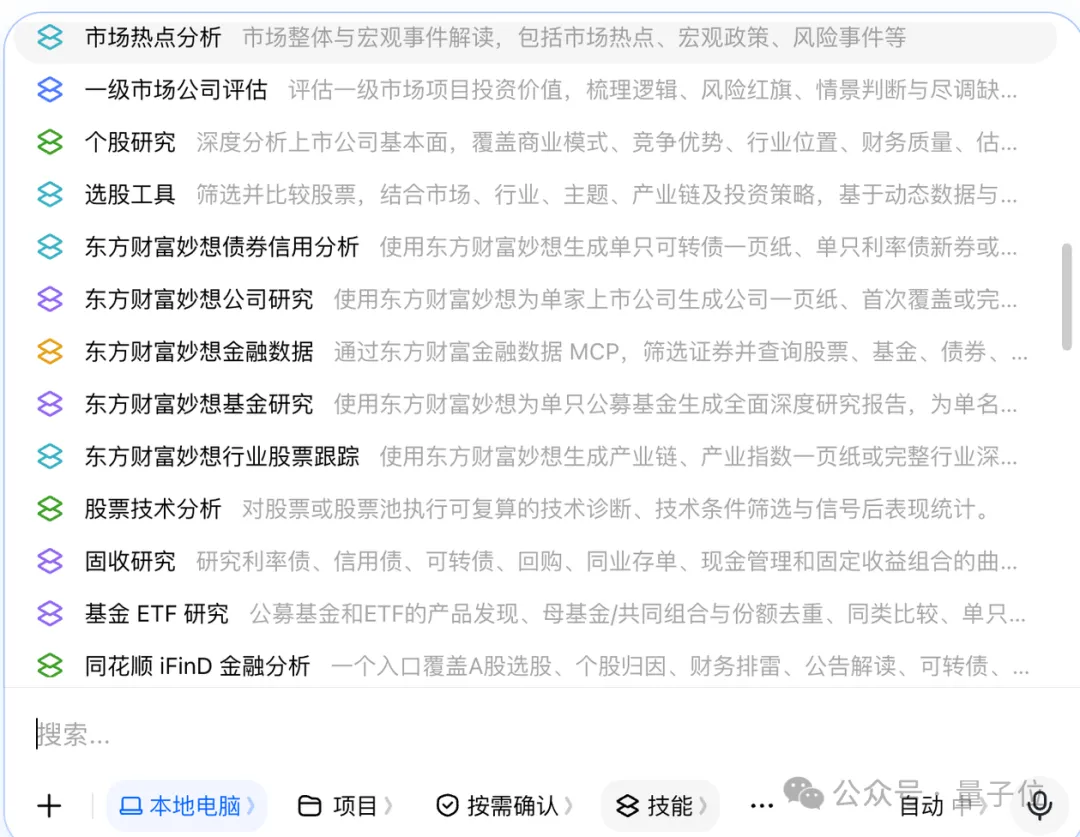 市场热点分析 市场整体与宏观事件解读，包括市场热点、宏观政策、风险事件等
一级市场公司评估 评估一级市场项目投资价值，梳理逻辑、风险红旗、情景判断与尽调缺...
个股研究 深度分析上市公司基本面，覆盖商业模式、竞争优势、行业位置、财务质量、估...
选股工具 筛选并比较股票，结合市场、行业、主题、产业链及投资策略，基于动态数据与...
东方财富妙想债券信用分析 使用东方财富妙想生成单只可转债一页纸、单只利率债新券或...
东方财富妙想公司研究 使用东方财富妙想为单家上市公司生成公司一页纸、首次覆盖或完...
东方财富妙想金融数据 通过东方财富金融数据 MCP，筛选证券并查询股票、基金、债券、...
东方财富妙想基金研究 使用东方财富妙想为单只公募基金生成全面深度研究报告，为单名...
东方财富妙想行业股票跟踪 使用东方财富妙想生成产业链、产业指数一页纸或完整行业深...
股票技术分析 对股票或股票池执行可复算的技术诊断、技术条件筛选与信号后表现统计。
固收研究 研究利率债、信用债、可转债、回购、同业存单、现金管理和固定收益组合的曲...
基金 ETF 研究 公募基金和ETF的产品发现、母基金/共同组合与份额去重、同类比较、单只...
同花顺 iFinD 金融分析 一个入口覆盖A股选股、个股归因、财务排雷、公告解读、可转债、...
搜索...
本地电脑 项目 按需确认 技能 ... 自动 中
公众号 · 量子位